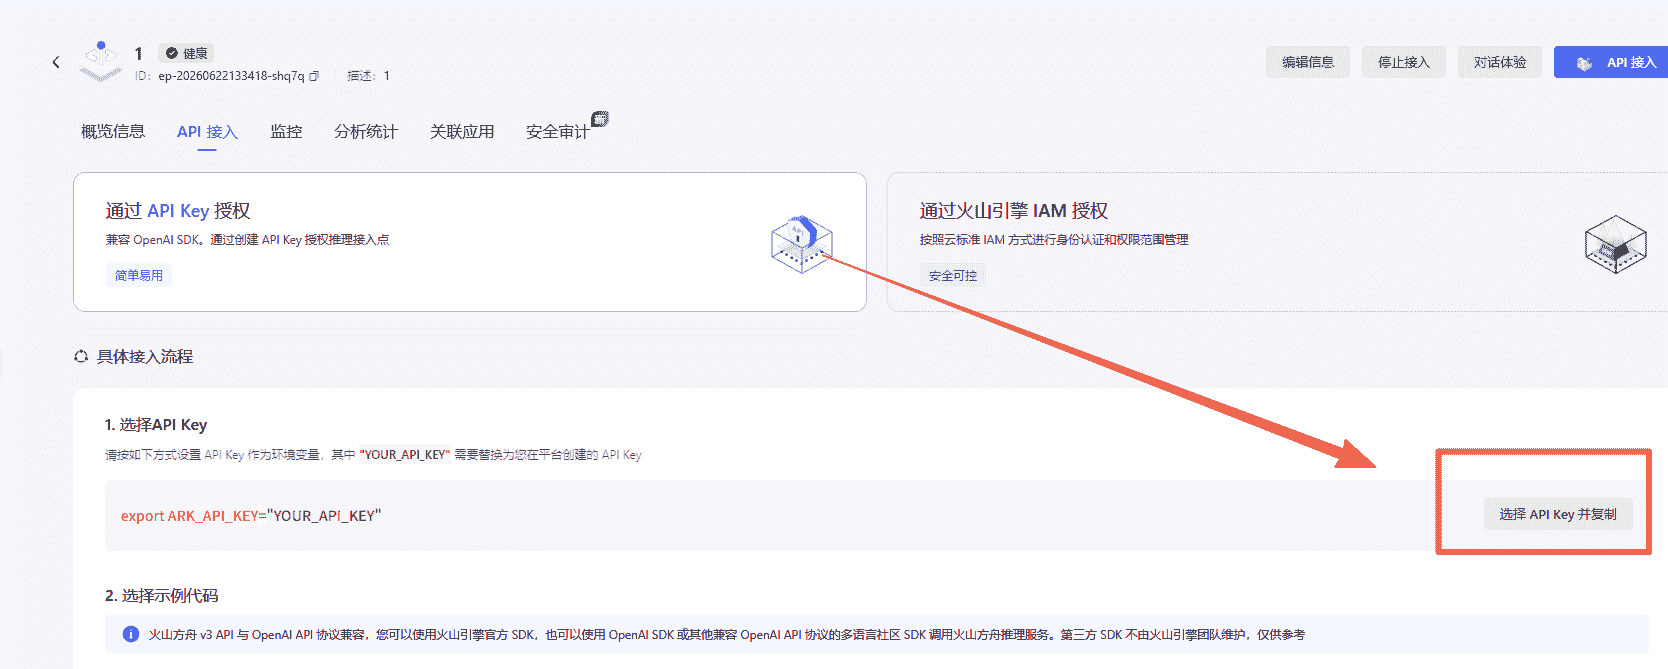 1 健康
ID: ep-20260622133418-shq7q 描述: 1
编辑信息 停止接入 对话体验 API 接入
概览信息 API 接入 监控 分析统计 关联应用 安全审计 新
通过 API Key 授权
兼容 OpenAI SDK。通过创建 API Key 授权推理接入点
简单易用
通过火山引擎 IAM 授权
按照云标准 IAM 方式进行身份认证和权限范围管理
安全可控
具体接入流程
1. 选择API Key
请按如下方式设置 API Key 作为环境变量，其中 "YOUR_API_KEY" 需要替换为您在平台创建的 API Key
export ARK_API_KEY="YOUR_API_KEY"
选择 API Key 并复制
2. 选择示例代码
火山方舟 v3 API 与 OpenAI API 协议兼容，您可以使用火山引擎官方 SDK，也可以使用 OpenAI SDK 或其他兼容 OpenAI API 协议的多语言社区 SDK 调用火山方舟推理服务。第三方 SDK 不由火山引擎团队维护，仅供参考